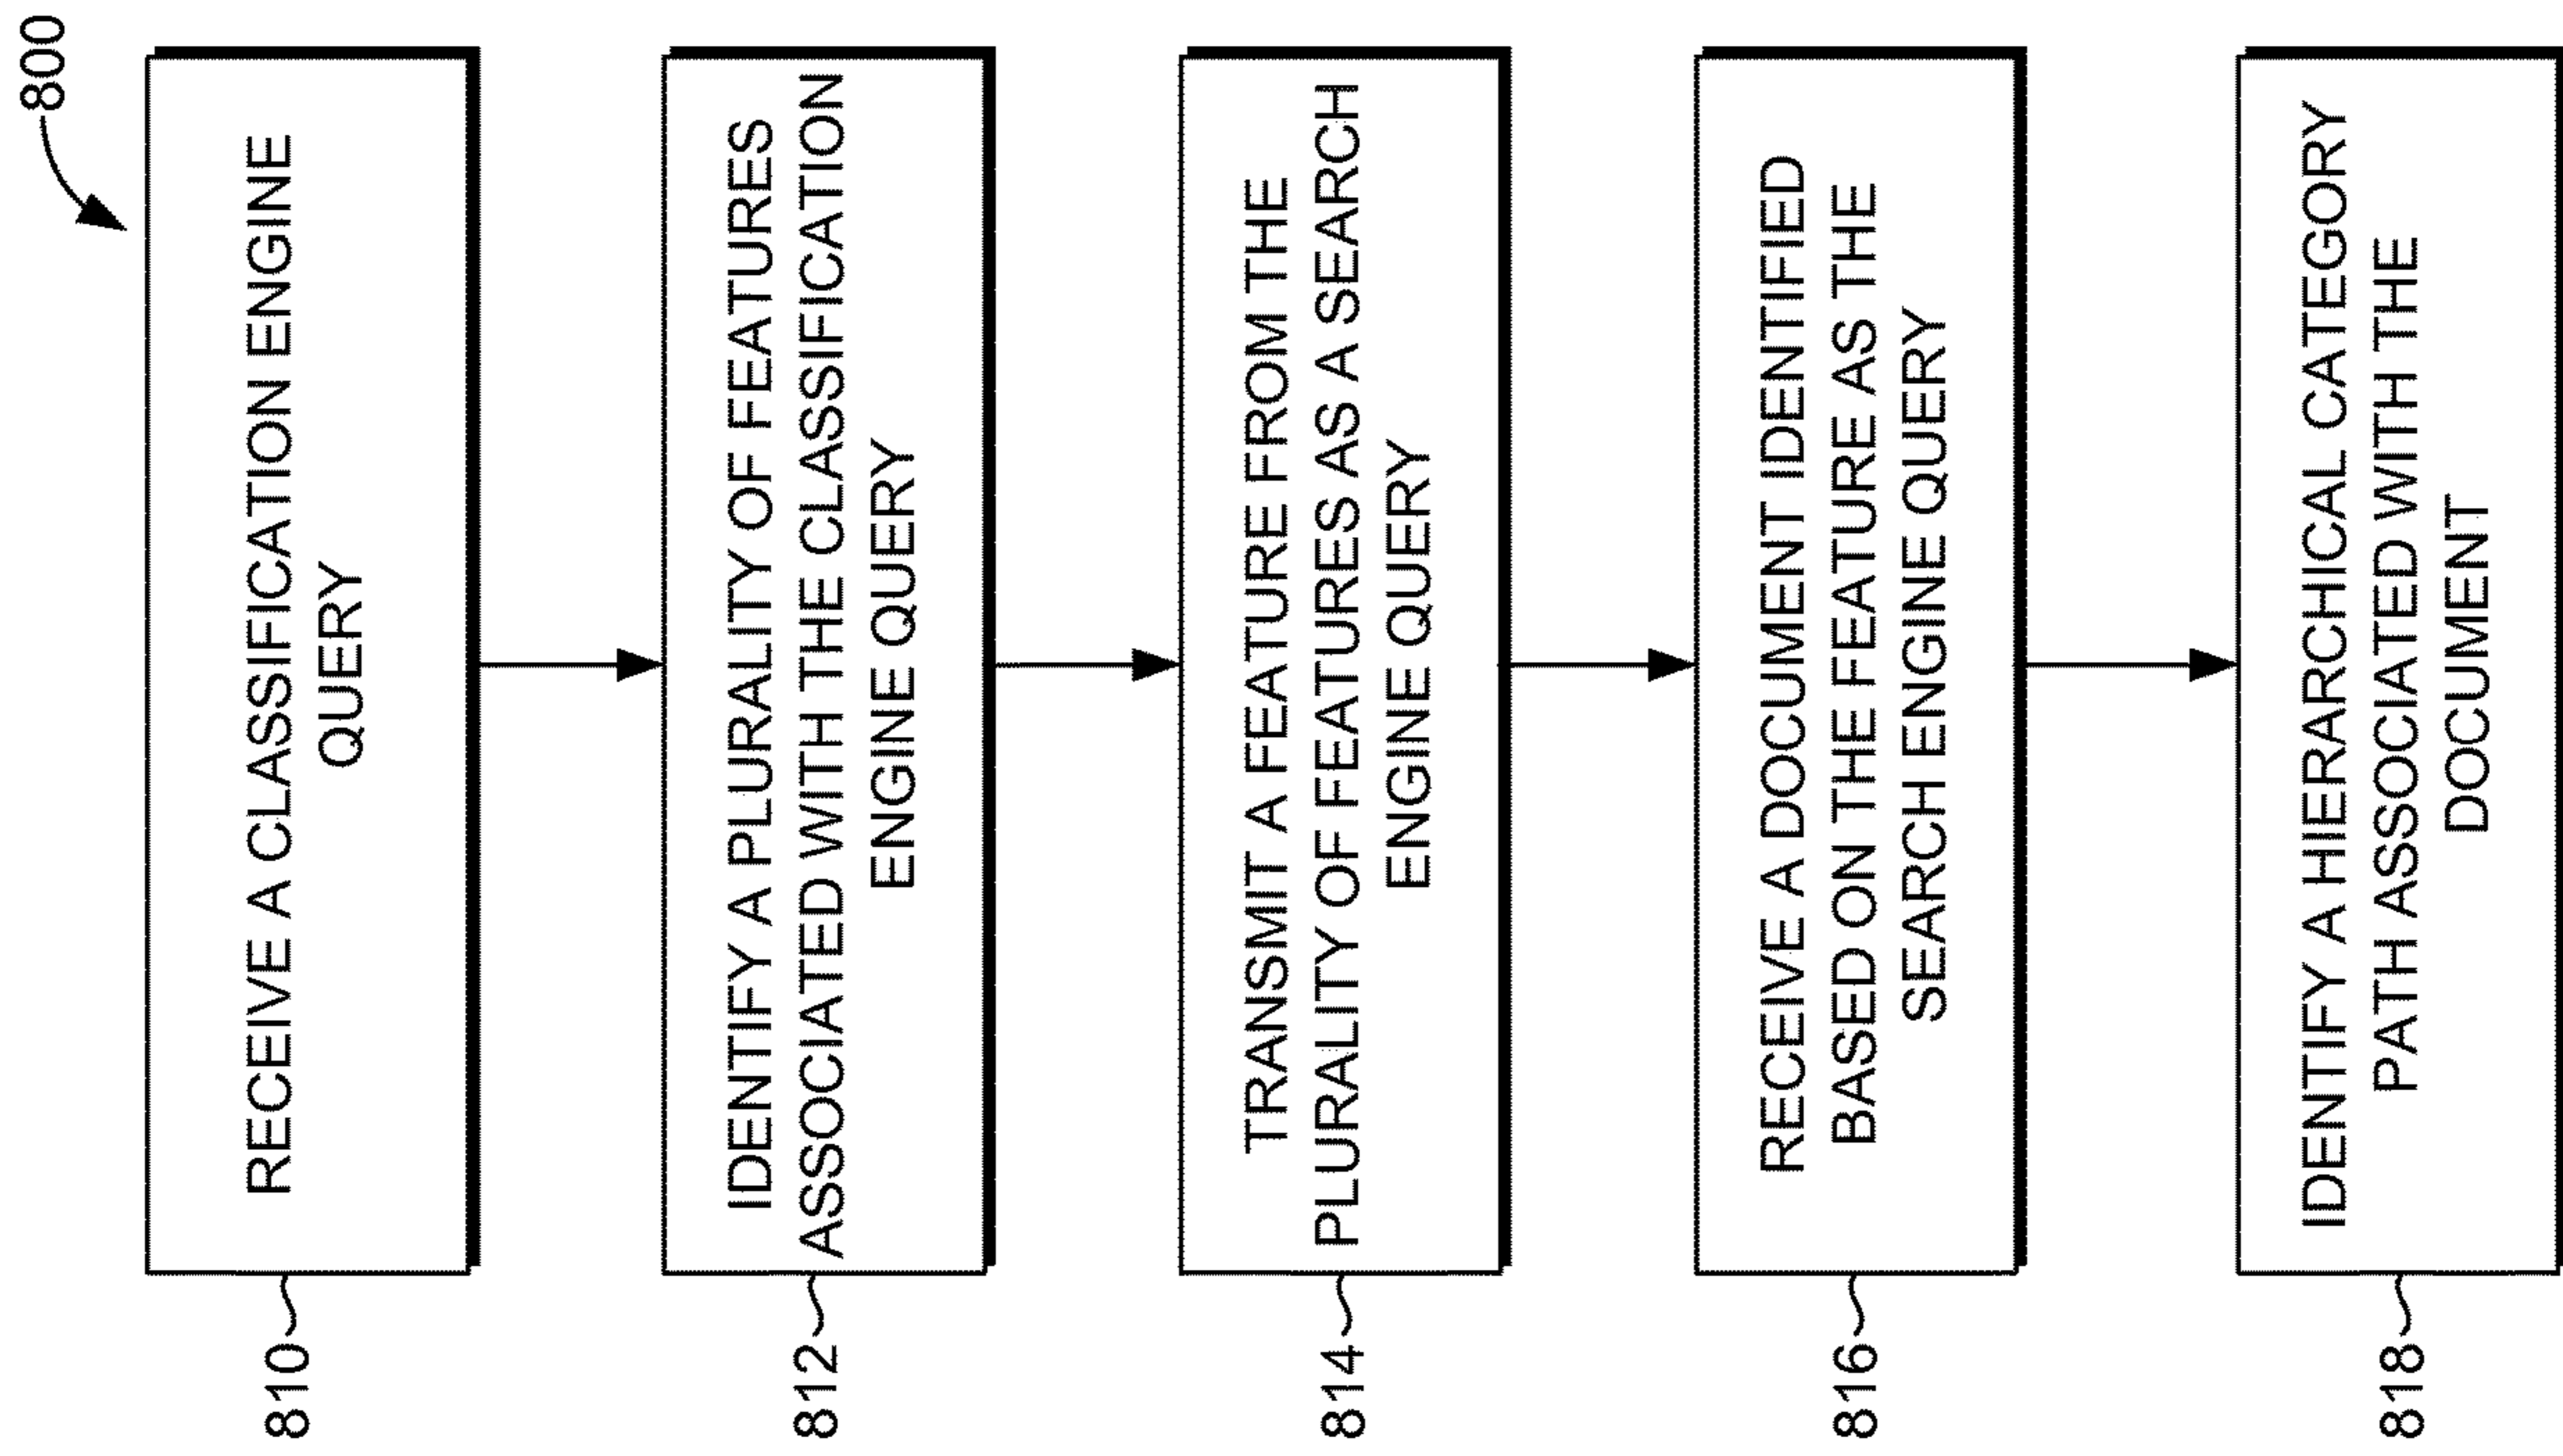 800
RECEIVE A CLASSIFICATION ENGINE
QUERY
810
IDENTIFY A PLURALITY OF FEATURES
ASSOCIATED WITH THE CLASSIFICATION
ENGINE QUERY
812
TRANSMIT A FEATURE FROM THE
PLURALITY OF FEATURES AS A SEARCH
ENGINE QUERY
814
RECEIVE A DOCUMENT IDENTIFIED
BASED ON THE FEATURE AS THE
SEARCH ENGINE QUERY
816
IDENTIFY A HIERARCHICAL CATEGORY
PATH ASSOCIATED WITH THE
DOCUMENT
818